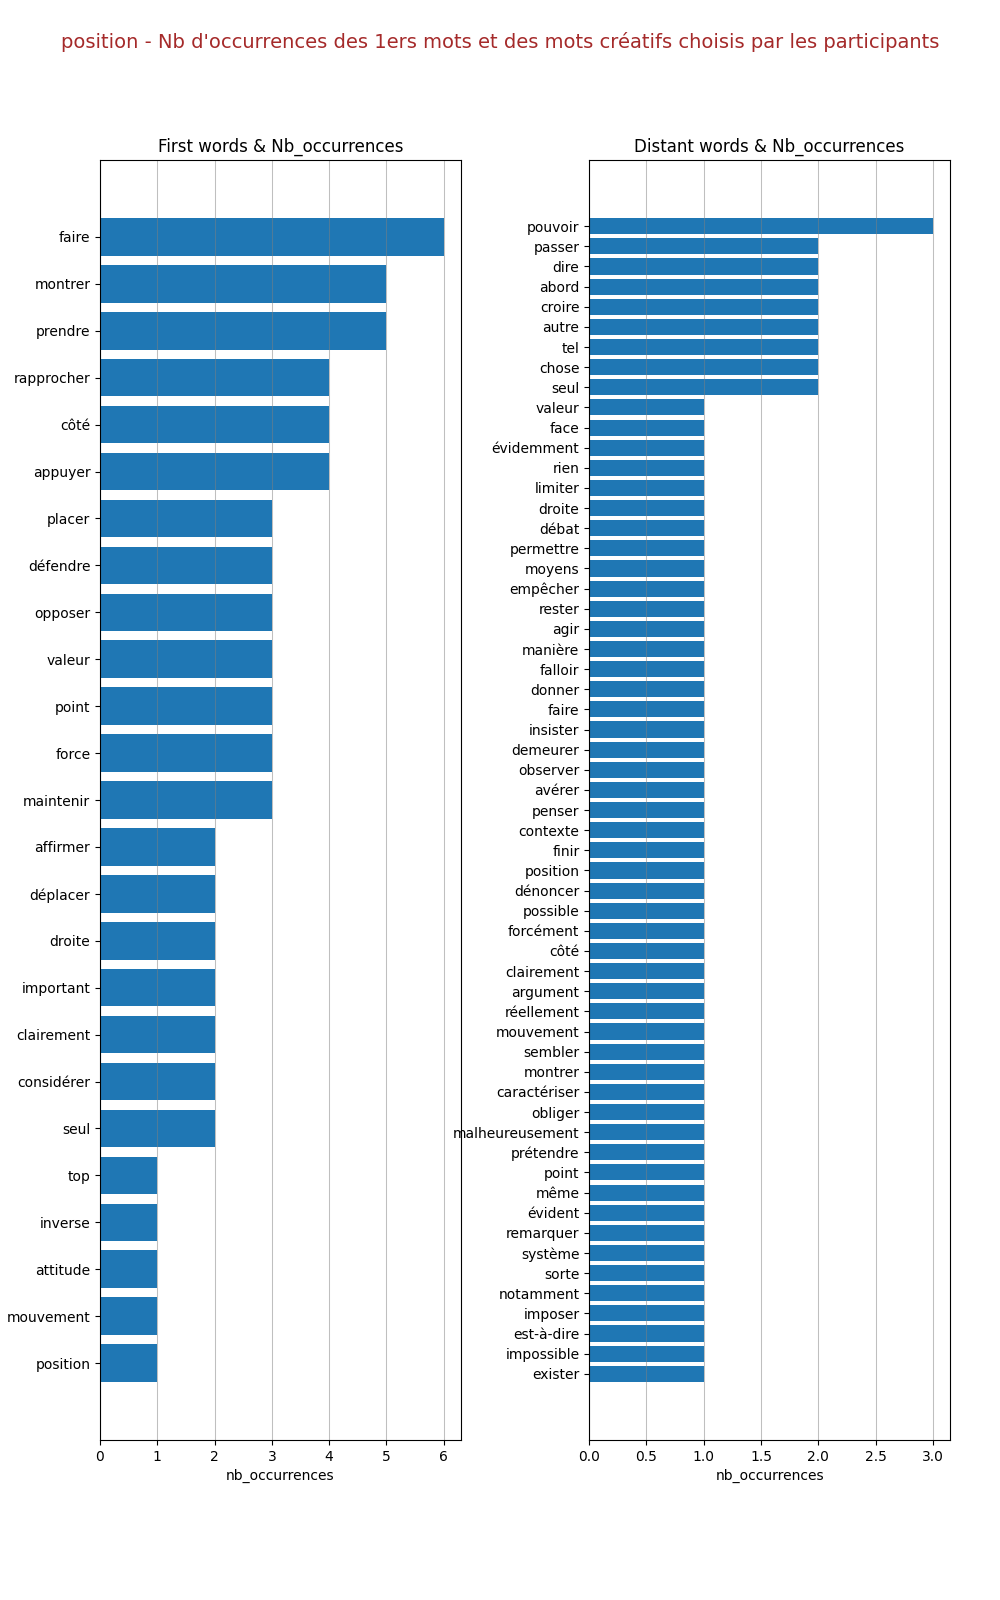 position - Nb d'occurrences des 1ers mots et des mots créatifs choisis par les participants
First words & Nb_occurrences
faire
montrer
prendre
rapprocher
côté
appuyer
placer
défendre
opposer
valeur
point
force
maintenir
affirmer
déplacer
droite
important
clairement
considérer
seul
top
inverse
attitude
mouvement
position
0 1 2 3 4 5 6
nb_occurrences
Distant words & Nb_occurrences
pouvoir
passer
dire
abord
croire
autre
tel
chose
seul
valeur
face
évidemment
rien
limiter
droite
débat
permettre
moyens
empêcher
rester
agir
manière
falloir
donner
faire
insister
demeurer
observer
avérer
penser
contexte
finir
position
dénoncer
possible
forcément
côté
clairement
argument
réellement
mouvement
sembler
montrer
caractériser
obliger
malheureusement
prétendre
point
même
évident
remarquer
système
sorte
notamment
imposer
est-à-dire
impossible
exister
0.0 0.5 1.0 1.5 2.0 2.5 3.0
nb_occurrences